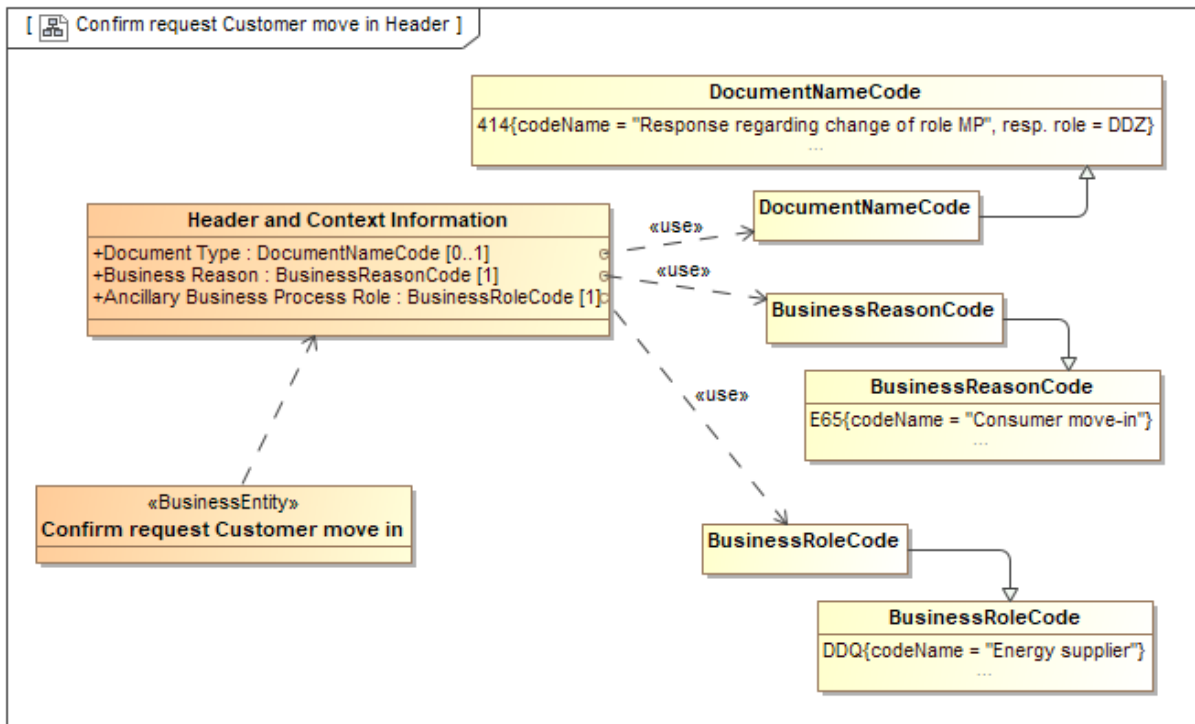 [ Confirm request Customer move in Header ]
DocumentNameCode
414{codeName = "Response regarding change of role MP", resp. role = DDZ}
...
DocumentNameCode
«use»
Header and Context Information
+Document Type : DocumentNameCode [0..1]
+Business Reason : BusinessReasonCode [1]
+Ancillary Business Process Role : BusinessRoleCode [1]
«use»
BusinessReasonCode
BusinessReasonCode
E65{codeName = "Consumer move-in"}
...
«use»
«BusinessEntity»
Confirm request Customer move in
BusinessRoleCode
BusinessRoleCode
DDQ{codeName = "Energy supplier"}
...